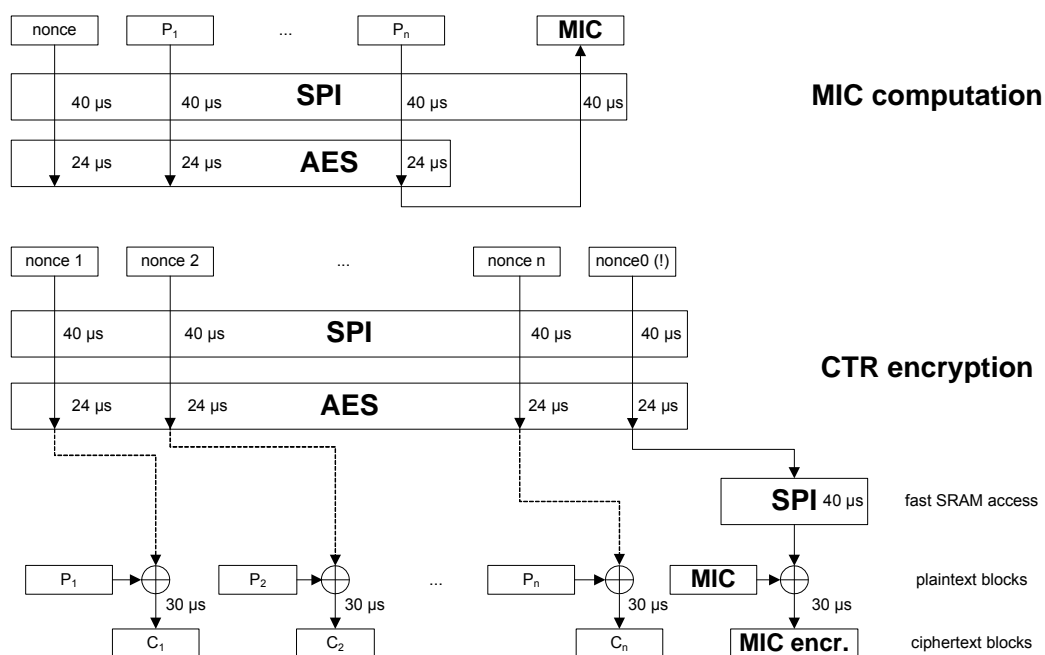 nonce P₁ ... Pₙ MIC
SPI
40 µs 40 µs 40 µs 40 µs
MIC computation
AES
24 µs 24 µs 24 µs
nonce 1 nonce 2 ... nonce n nonce0 (!)
SPI
40 µs 40 µs 40 µs 40 µs
CTR encryption
AES
24 µs 24 µs 24 µs 24 µs
SPI 40 µs fast SRAM access
P₁ P₂ ... Pₙ MIC plaintext blocks
30 µs 30 µs 30 µs 30 µs
C₁ C₂ Cₙ MIC encr. ciphertext blocks